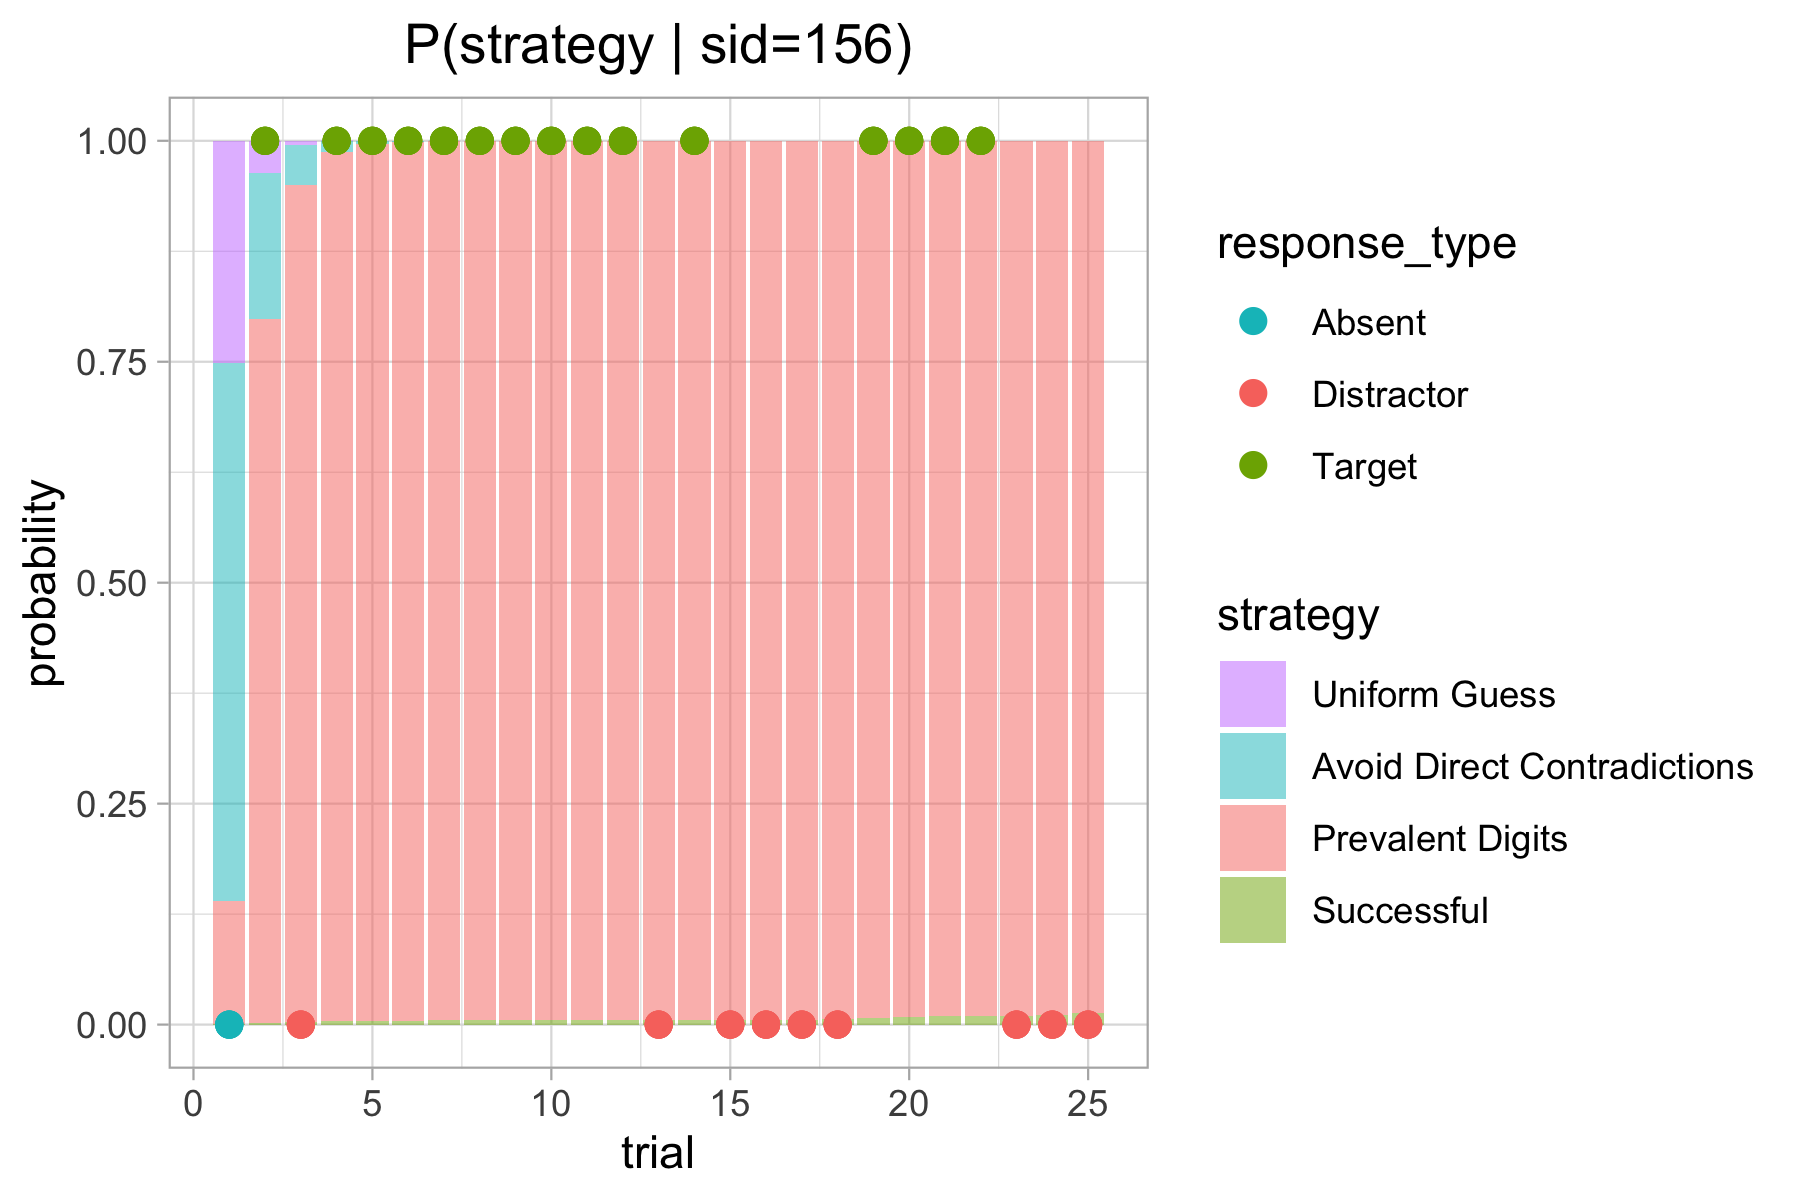 P(strategy | sid=156)
1.00
0.75
0.50
0.25
0.00
probability
0 5 10 15 20 25
trial
response_type
Absent
Distractor
Target
strategy
Uniform Guess
Avoid Direct Contradictions
Prevalent Digits
Successful